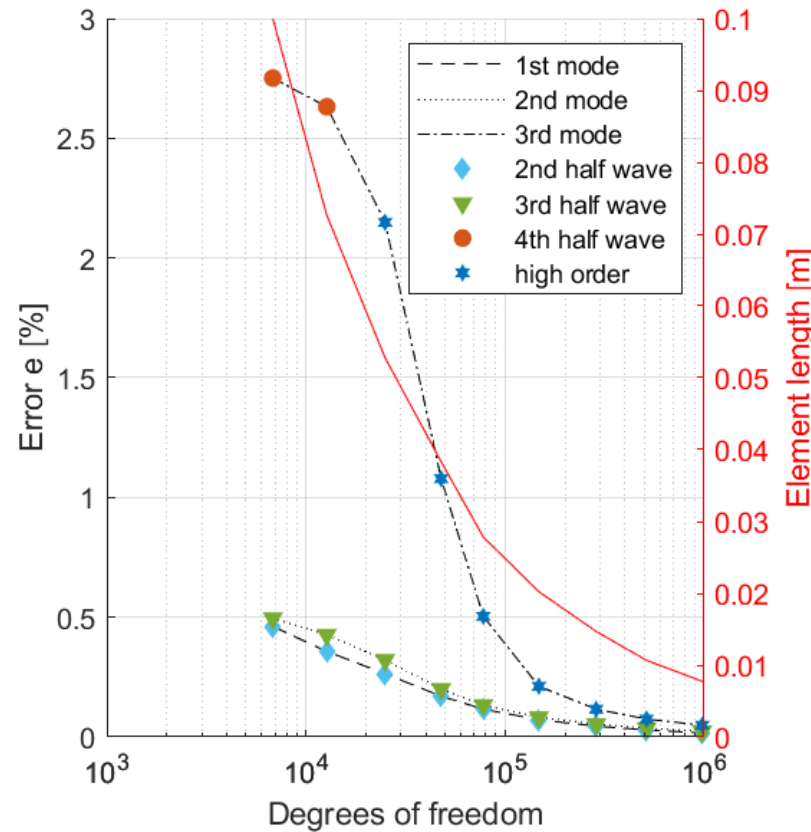 3
2.5
2
1.5
1
0.5
0
Error e [%]
1st mode
2nd mode
3rd mode
2nd half wave
3rd half wave
4th half wave
high order
0.1
0.09
0.08
0.07
0.06
0.05
0.04
0.03
0.02
0.01
0
Element length [m]
10³ 10⁴ 10⁵ 10⁶
Degrees of freedom